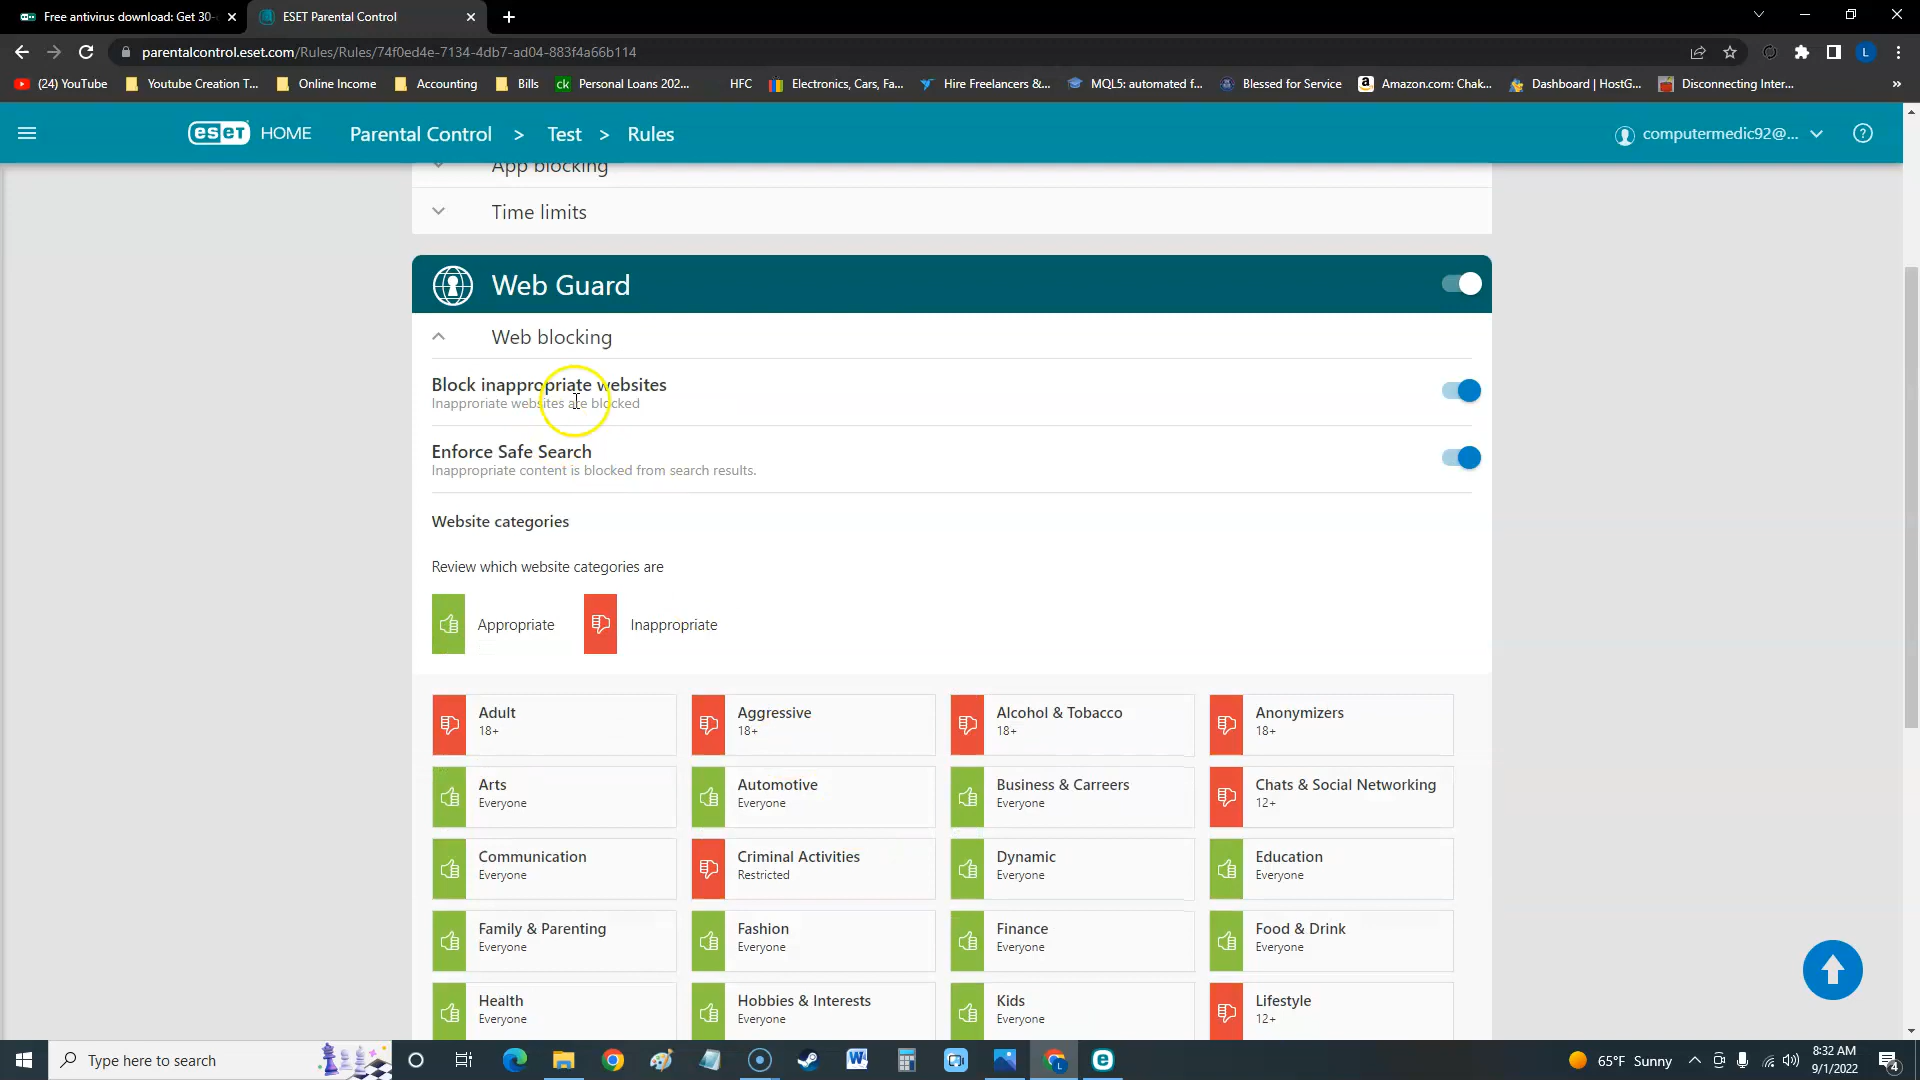 Free antivirus download: Get 30-
ESET Parental Control
parentalcontrol.eset.com/Rules/Rules/74f0ed4e-7134-4db7-ad04-883f4a66b114
L
(24) YouTube
Youtube Creation T...
Online Income
Accounting
Bills
ck Personal Loans 202...
HFC
Electronics, Cars, Fa...
Hire Freelancers &...
MQL5: automated f...
Blessed for Service
Amazon.com: Chak...
Dashboard | HostG...
Disconnecting Inter...
»
eset HOME
Parental Control > Test > Rules
computermedic92@...
?
App blocking
Time limits
Web Guard
Web blocking
Block inappropriate websites
Inapproriate websites are blocked
Enforce Safe Search
Inappropriate content is blocked from search results.
Website categories
Review which website categories are
Appropriate
Inappropriate
Adult
18+
Aggressive
18+
Alcohol & Tobacco
18+
Anonymizers
18+
Arts
Everyone
Automotive
Everyone
Business & Carreers
Everyone
Chats & Social Networking
12+
Communication
Everyone
Criminal Activities
Restricted
Dynamic
Everyone
Education
Everyone
Family & Parenting
Everyone
Fashion
Everyone
Finance
Everyone
Food & Drink
Everyone
Health
Everyone
Hobbies & Interests
Everyone
Kids
Everyone
Lifestyle
12+
Type here to search
65°F Sunny
8:32 AM
9/1/2022
4